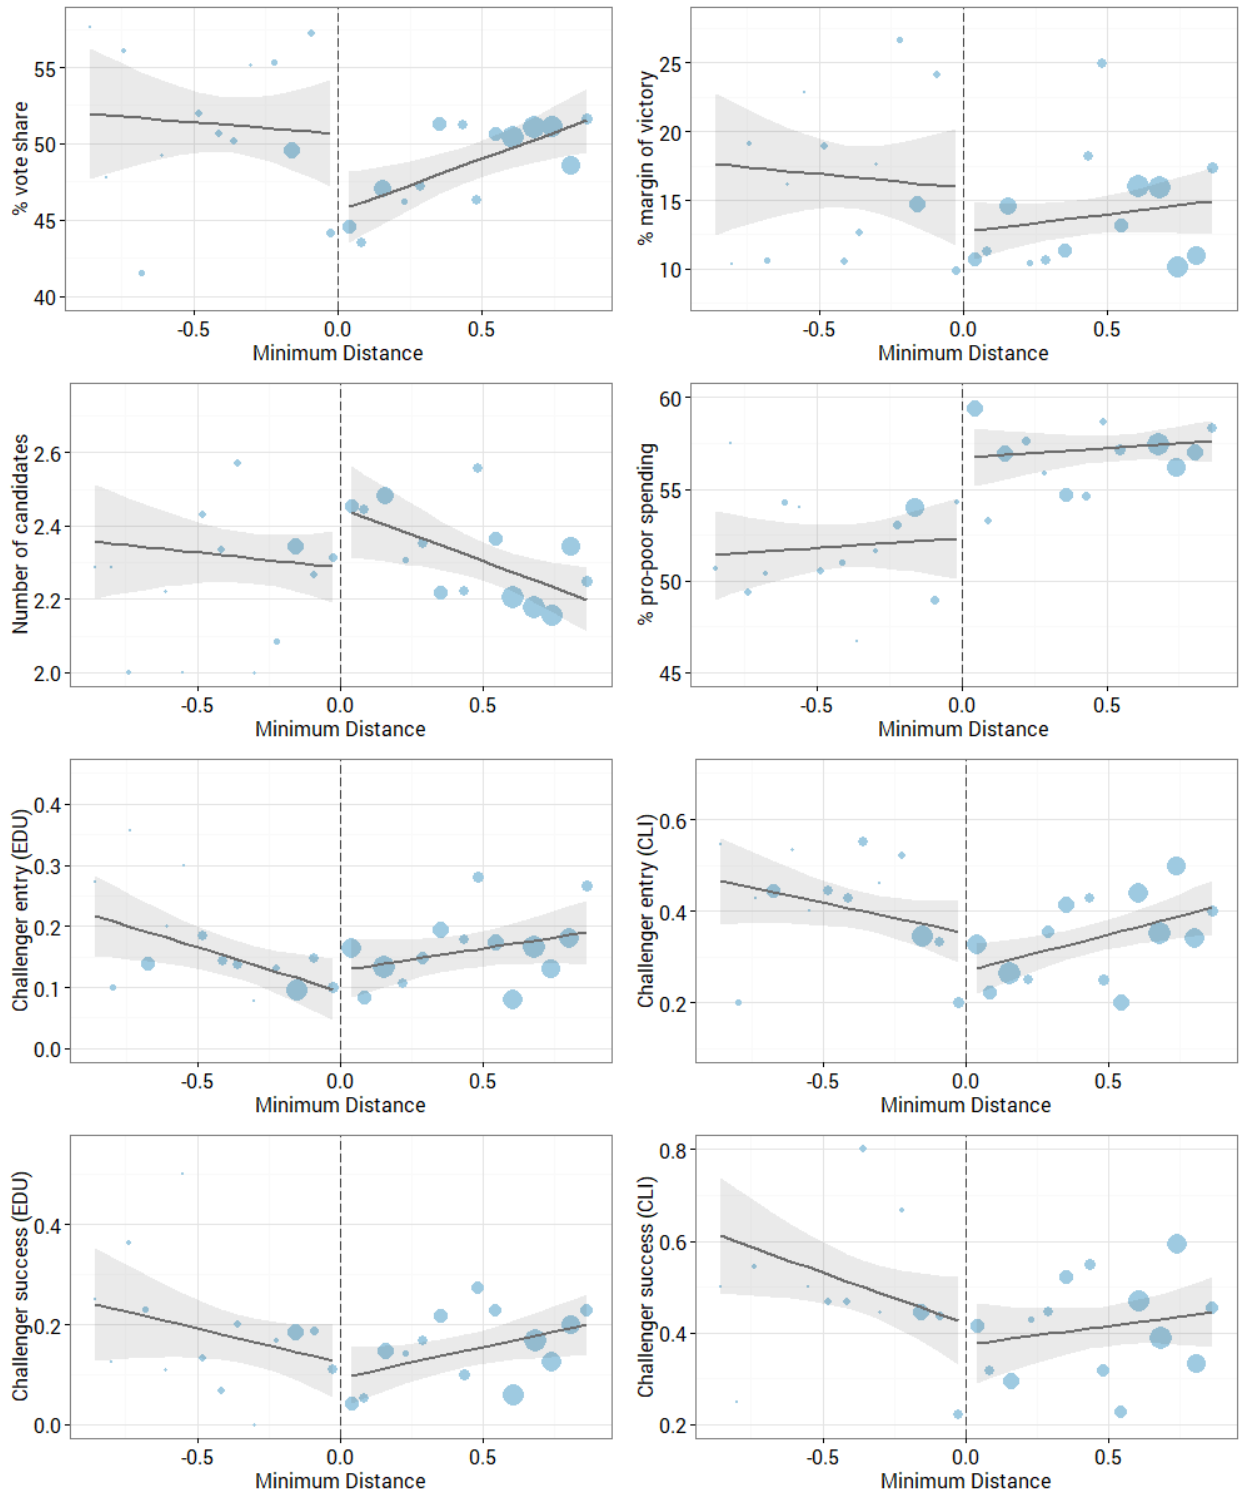 % vote share
55
50
45
40
-0.5 0.0 0.5
Minimum Distance
% margin of victory
25
20
15
10
-0.5 0.0 0.5
Minimum Distance
Number of candidates
2.6
2.4
2.2
2.0
-0.5 0.0 0.5
Minimum Distance
% pro-poor spending
60
55
50
45
-0.5 0.0 0.5
Minimum Distance
Challenger entry (EDU)
0.4
0.3
0.2
0.1
0.0
-0.5 0.0 0.5
Minimum Distance
Challenger entry (CLI)
0.6
0.4
0.2
-0.5 0.0 0.5
Minimum Distance
Challenger success (EDU)
0.4
0.2
0.0
-0.5 0.0 0.5
Minimum Distance
Challenger success (CLI)
0.8
0.6
0.4
0.2
-0.5 0.0 0.5
Minimum Distance